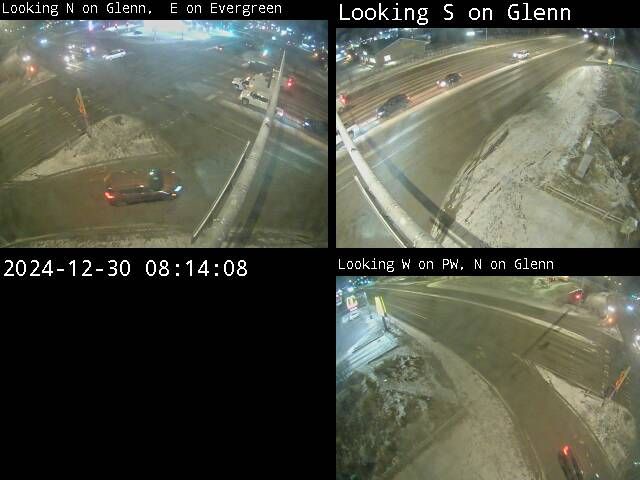 Looking N on Glenn,  E on Evergreen
Looking S on Glenn
2024-12-30 08:14:08
Looking W on PW, N on Glenn